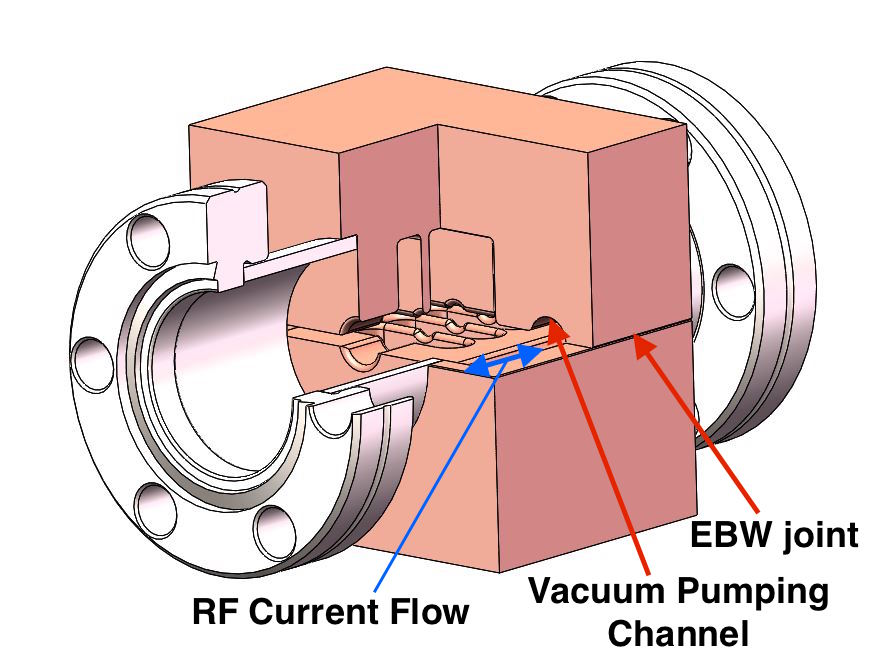 EBW joint
Vacuum Pumping
Channel
RF Current Flow